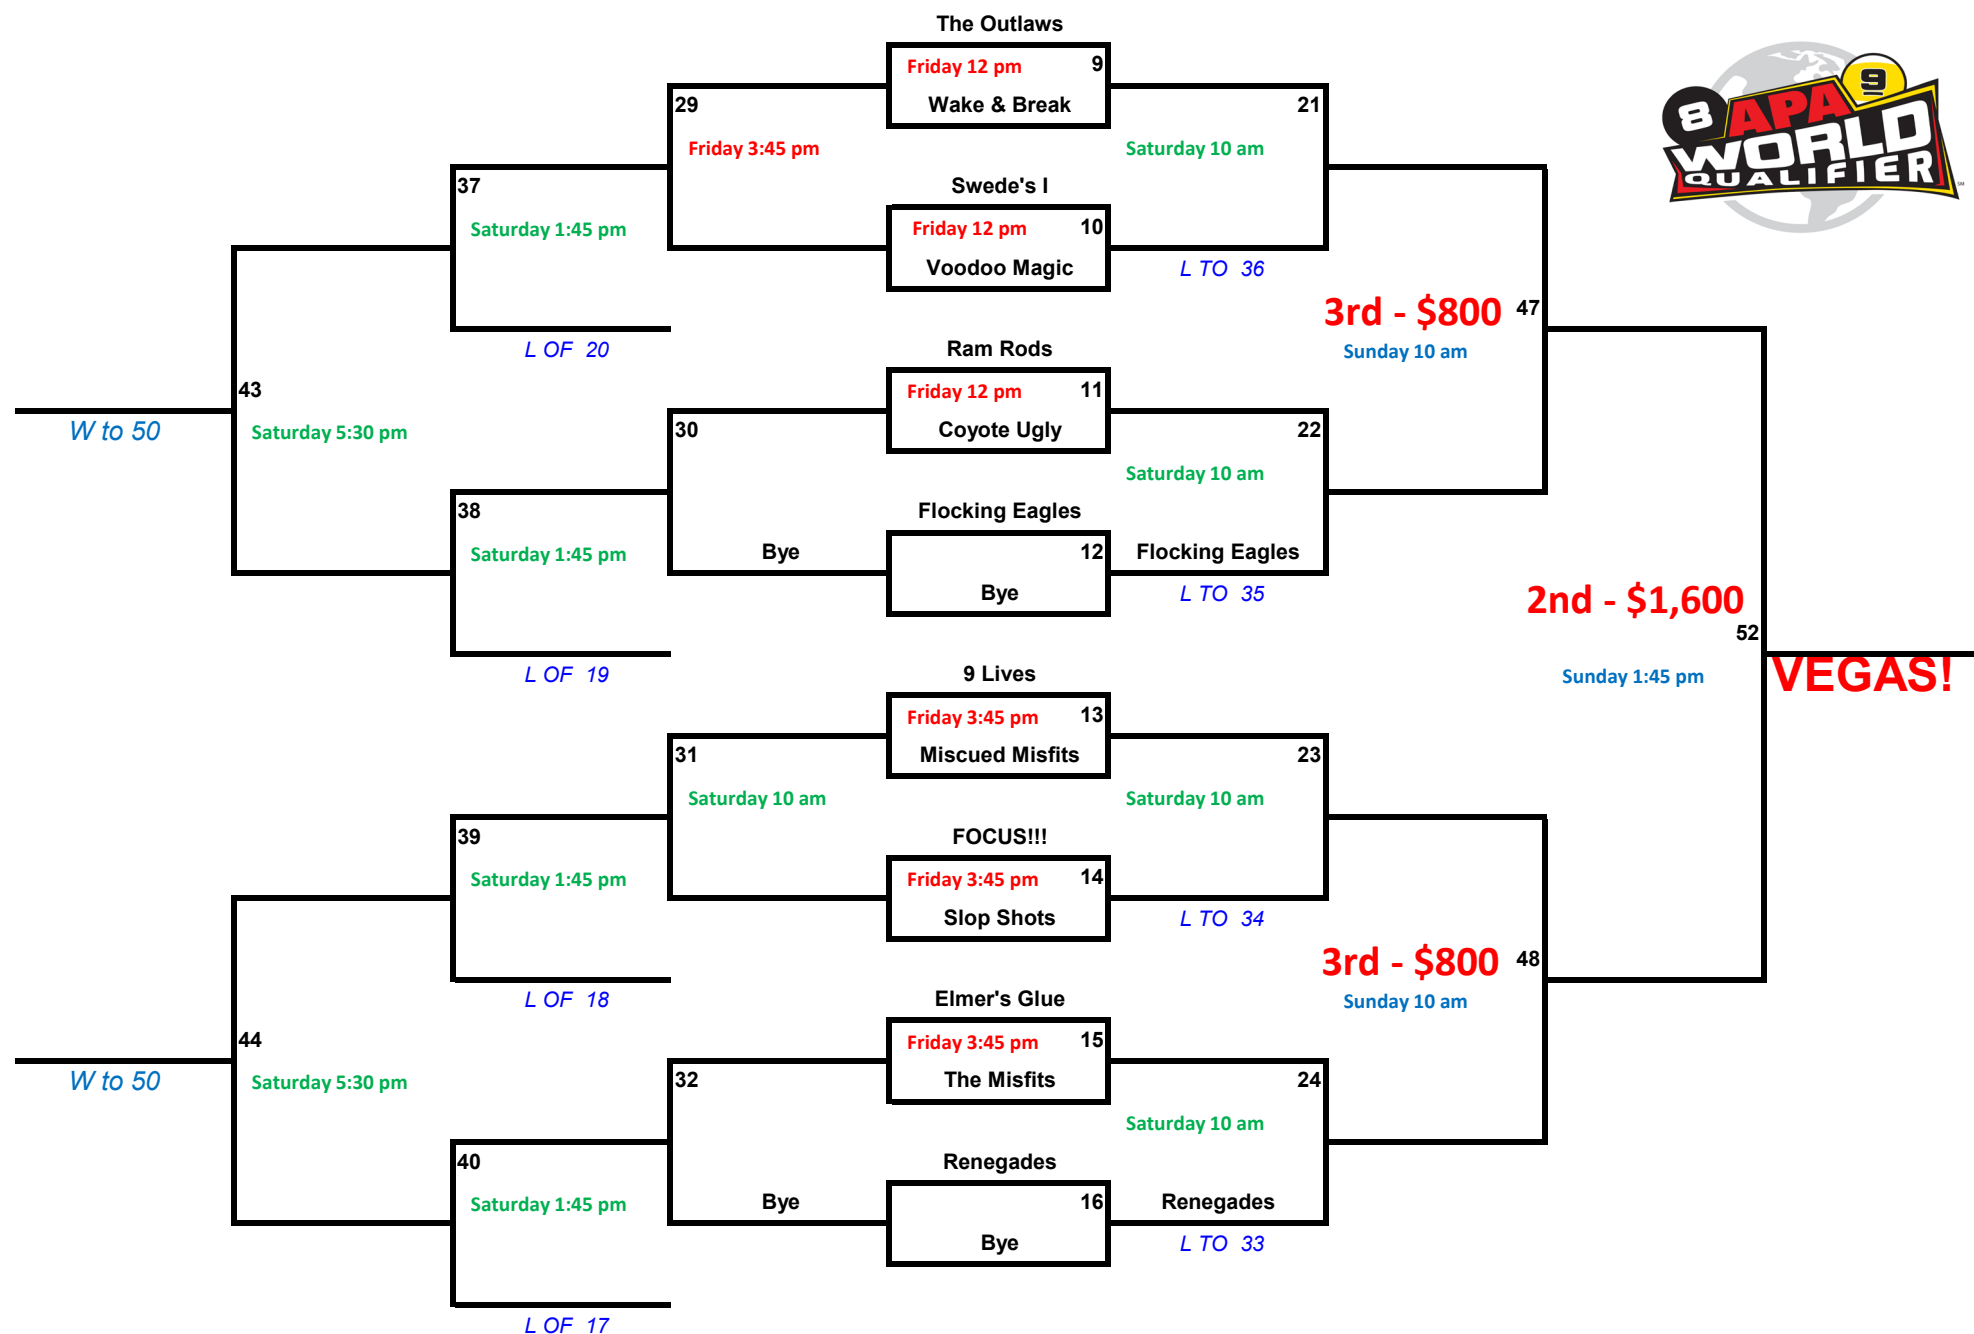 The Outlaws
Friday 12 pm 9
Wake & Break
29
21
Friday 3:45 pm
Saturday 10 am
8 APA 9
WORLD
QUALIFIER
SM
37
Swede's I
Saturday 1:45 pm
Friday 12 pm 10
Voodoo Magic
L TO 36
3rd - $800 47
Sunday 10 am
L OF 20
Ram Rods
43
Friday 12 pm 11
Coyote Ugly
W to 50
Saturday 5:30 pm
30
22
Saturday 10 am
38
Flocking Eagles
Saturday 1:45 pm
Bye
12
Flocking Eagles
Bye
L TO 35
2nd - $1,600
52
L OF 19
9 Lives
Sunday 1:45 pm
VEGAS!
Friday 3:45 pm 13
Miscued Misfits
31
23
Saturday 10 am
Saturday 10 am
39
FOCUS!!!
Saturday 1:45 pm
Friday 3:45 pm 14
Slop Shots
L TO 34
3rd - $800 48
Sunday 10 am
L OF 18
Elmer's Glue
44
Friday 3:45 pm 15
The Misfits
W to 50
Saturday 5:30 pm
32
24
Saturday 10 am
40
Renegades
Saturday 1:45 pm
Bye
16
Renegades
Bye
L TO 33
L OF 17